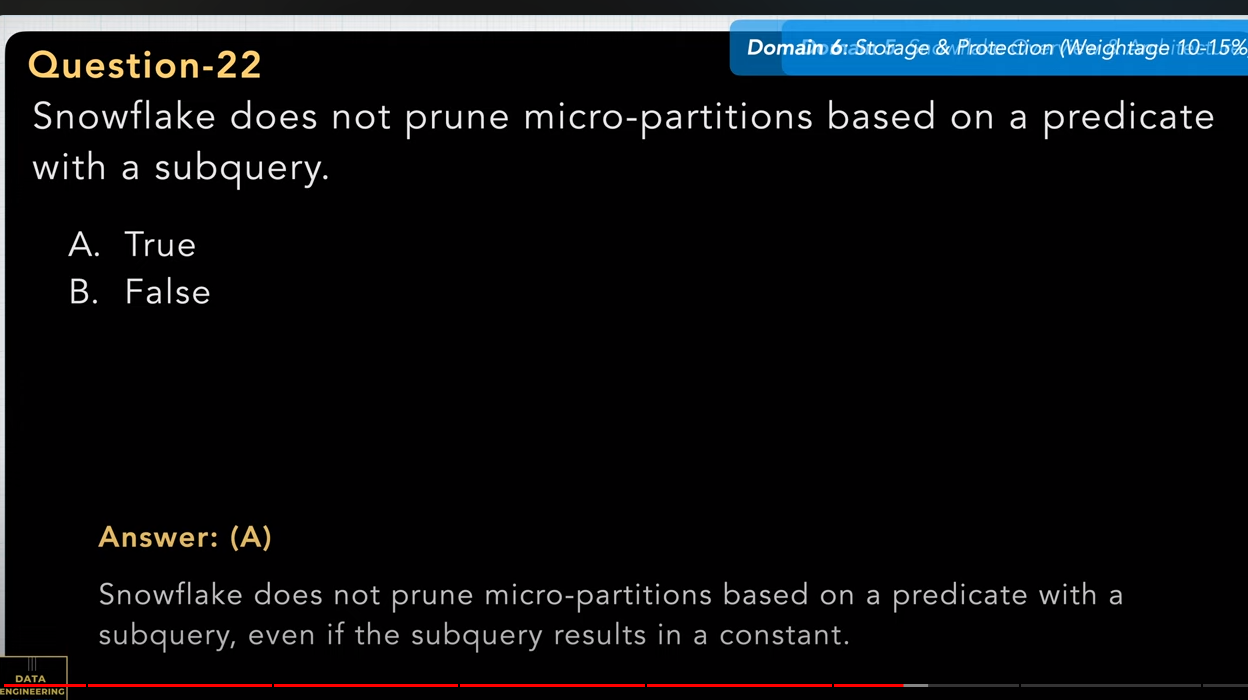 Domain 6: Storage & Protection (Weightage 10-15%
Question-22
Snowflake does not prune micro-partitions based on a predicate
with a subquery.
A. True
B. False
Answer: (A)
Snowflake does not prune micro-partitions based on a predicate with a
subquery, even if the subquery results in a constant.
DATA
ENGINEERING